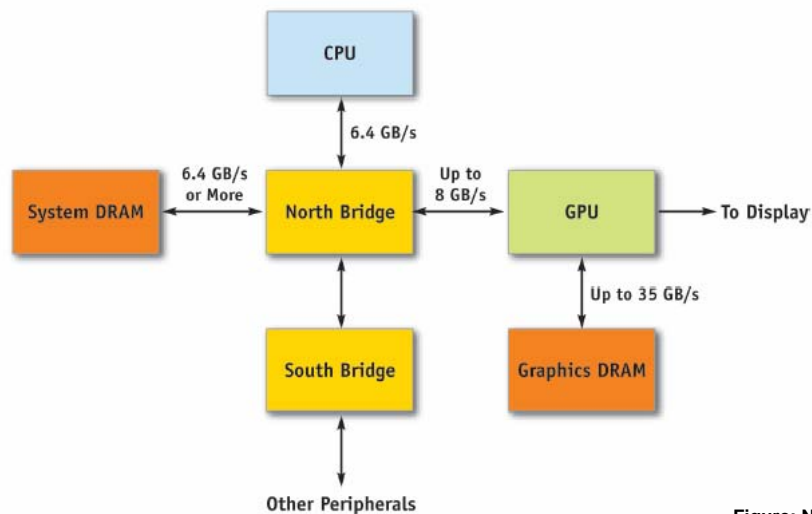 CPU
6.4 GB/s
6.4 GB/s
or More
Up to
8 GB/s
System DRAM
North Bridge
GPU
To Display
Up to 35 GB/s
South Bridge
Graphics DRAM
Other Peripherals
Figure: N